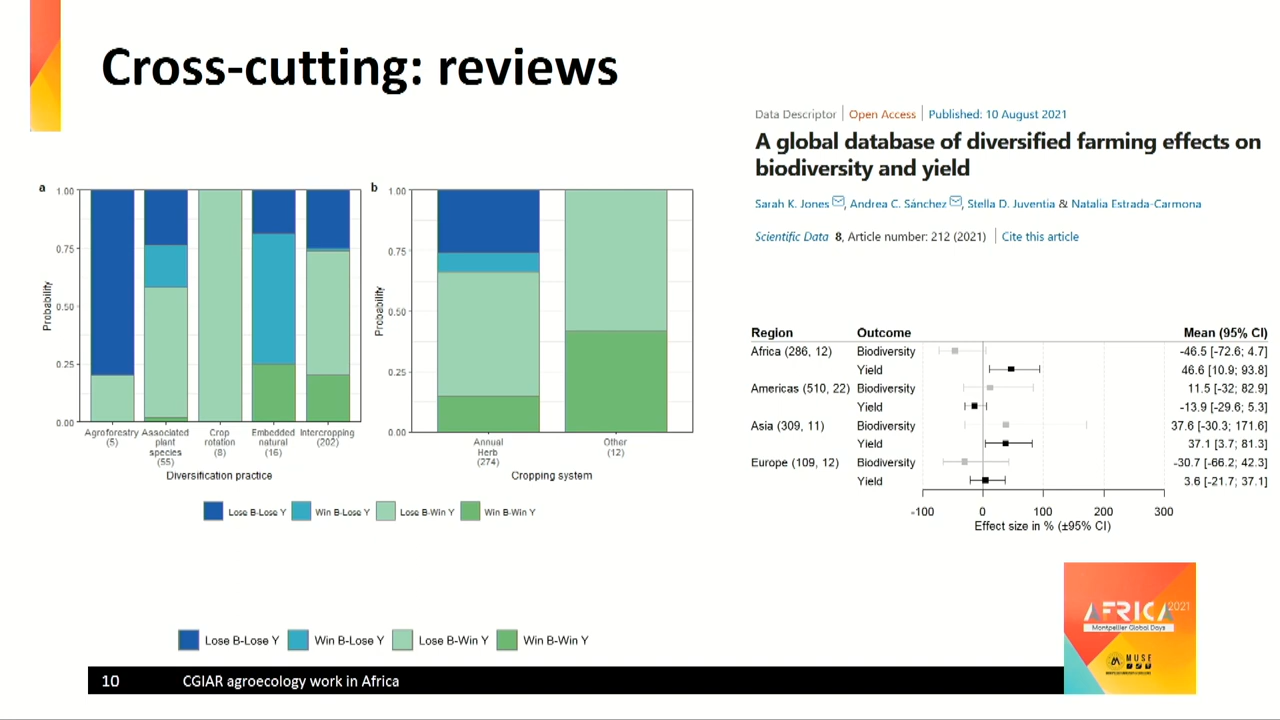 Cross-cutting: reviews
Data Descriptor | Open Access | Published: 10 August 2021
A global database of diversified farming effects on
biodiversity and yield
Sarah K. Jones, Andrea C. Sánchez, Stella D. Juventia & Natalia Estrada-Carmona
Scientific Data 8, Article number: 212 (2021) | Cite this article
a
1.00
0.75
0.50
0.25
0.00
Probability
Agroforestry
(5)
Associated
plant
species
(55)
Crop
rotation
(8)
Embedded
natural
(16)
Intercropping
(202)
Diversification practice
b
1.00
0.75
0.50
0.25
0.00
Probability
Annual
Herb
(274)
Other
(12)
Cropping system
Lose B-Lose Y Win B-Lose Y Lose B-Win Y Win B-Win Y
Region Outcome Mean (95% CI)
Africa (286, 12) Biodiversity -46.5 [-72.6; 4.7]
Yield 46.6 [10.9; 93.8]
Americas (510, 22) Biodiversity 11.5 [-32; 82.9]
Yield -13.9 [-29.6; 5.3]
Asia (309, 11) Biodiversity 37.6 [-30.3; 171.6]
Yield 37.1 [3.7; 81.3]
Europe (109, 12) Biodiversity -30.7 [-66.2; 42.3]
Yield 3.6 [-21.7; 37.1]
-100 0 100 200 300
Effect size in % (±95% CI)
Lose B-Lose Y Win B-Lose Y Lose B-Win Y Win B-Win Y
AFRICA 2021
Montpellier Global Days
MUSE
10 CGIAR agroecology work in Africa